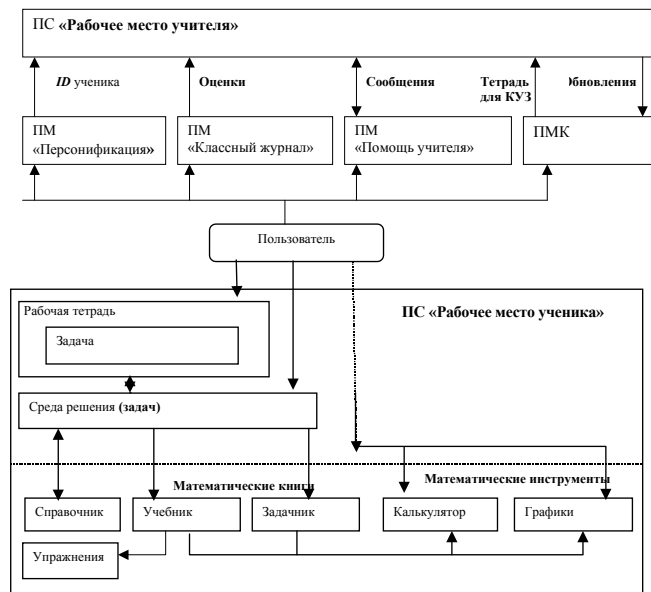 ПС «Рабочее место учителя»
ID ученика
Оценки
Сообщения
Тетрадь
для КУЗ
Обновления
ПМ
«Персонификация»
ПМ
«Классный журнал»
ПМ
«Помощь учителя»
ПМК
Пользователь
Рабочая тетрадь
ПС «Рабочее место ученика»
Задача
Среда решения (задач)
Математические книги
Математические инструменты
Справочник
Учебник
Задачник
Калькулятор
Графики
Упражнения